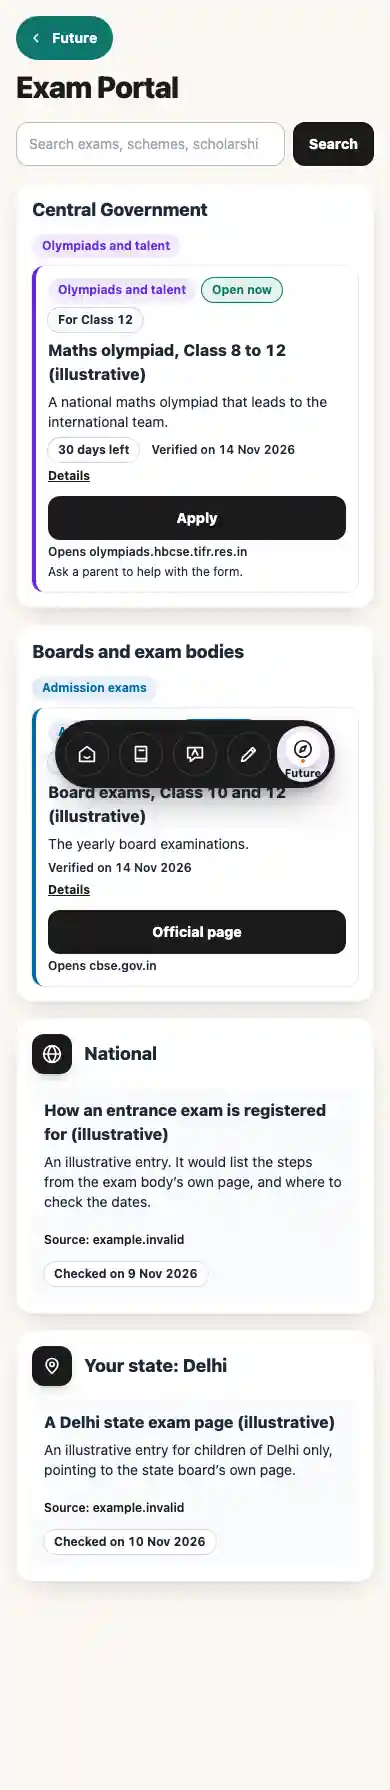 Future
Exam Portal
Search exams, schemes, scholarshi
Search
Central Government
Olympiads and talent
Olympiads and talent
Open now
For Class 12
Maths olympiad, Class 8 to 12
(illustrative)
A national maths olympiad that leads to the
international team.
30 days left
Verified on 14 Nov 2026
Details
Apply
Opens olympiads.hbcse.tifr.res.in
Ask a parent to help with the form.
Boards and exam bodies
Admission exams
Future
Board exams, Class 10 and 12
(illustrative)
The yearly board examinations.
Verified on 14 Nov 2026
Details
Official page
Opens cbse.gov.in
National
How an entrance exam is registered
for (illustrative)
An illustrative entry. It would list the steps
from the exam body's own page, and where to
check the dates.
Source: example.invalid
Checked on 9 Nov 2026
Your state: Delhi
A Delhi state exam page (illustrative)
An illustrative entry for children of Delhi only,
pointing to the state board's own page.
Source: example.invalid
Checked on 10 Nov 2026